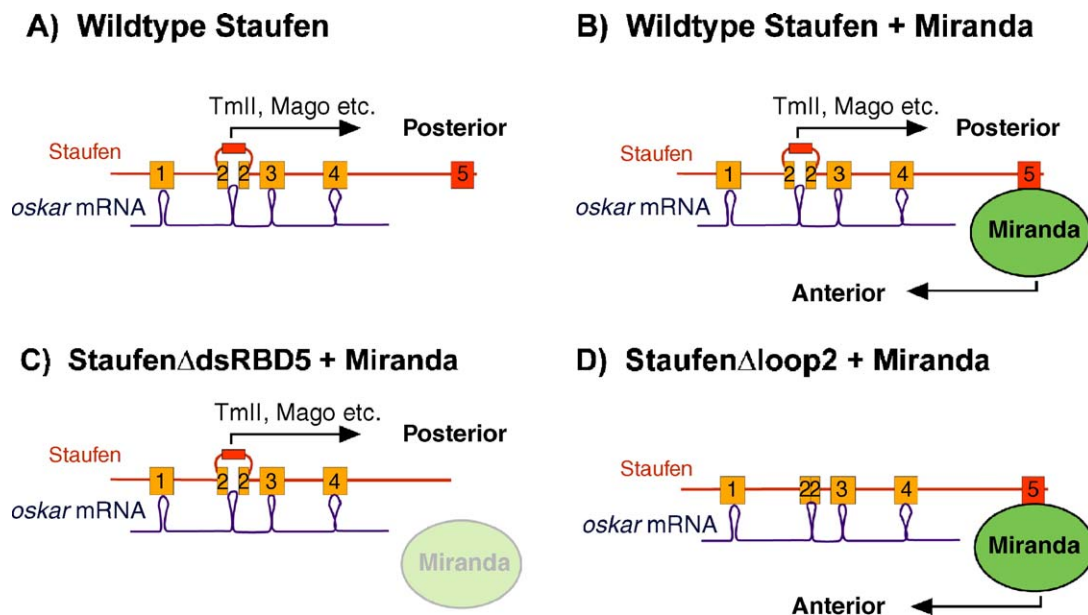 A) Wildtype Staufen
TmII, Mago etc.
Posterior
Staufen
1 2 2 3 4 5
oskar mRNA
B) Wildtype Staufen + Miranda
TmII, Mago etc.
Posterior
Staufen
1 2 2 3 4 5
oskar mRNA
Miranda
Anterior
C) StaufenΔdsRBD5 + Miranda
TmII, Mago etc.
Posterior
Staufen
1 2 2 3 4
oskar mRNA
Miranda
D) StaufenΔloop2 + Miranda
Staufen
1 22 3 4 5
oskar mRNA
Miranda
Anterior